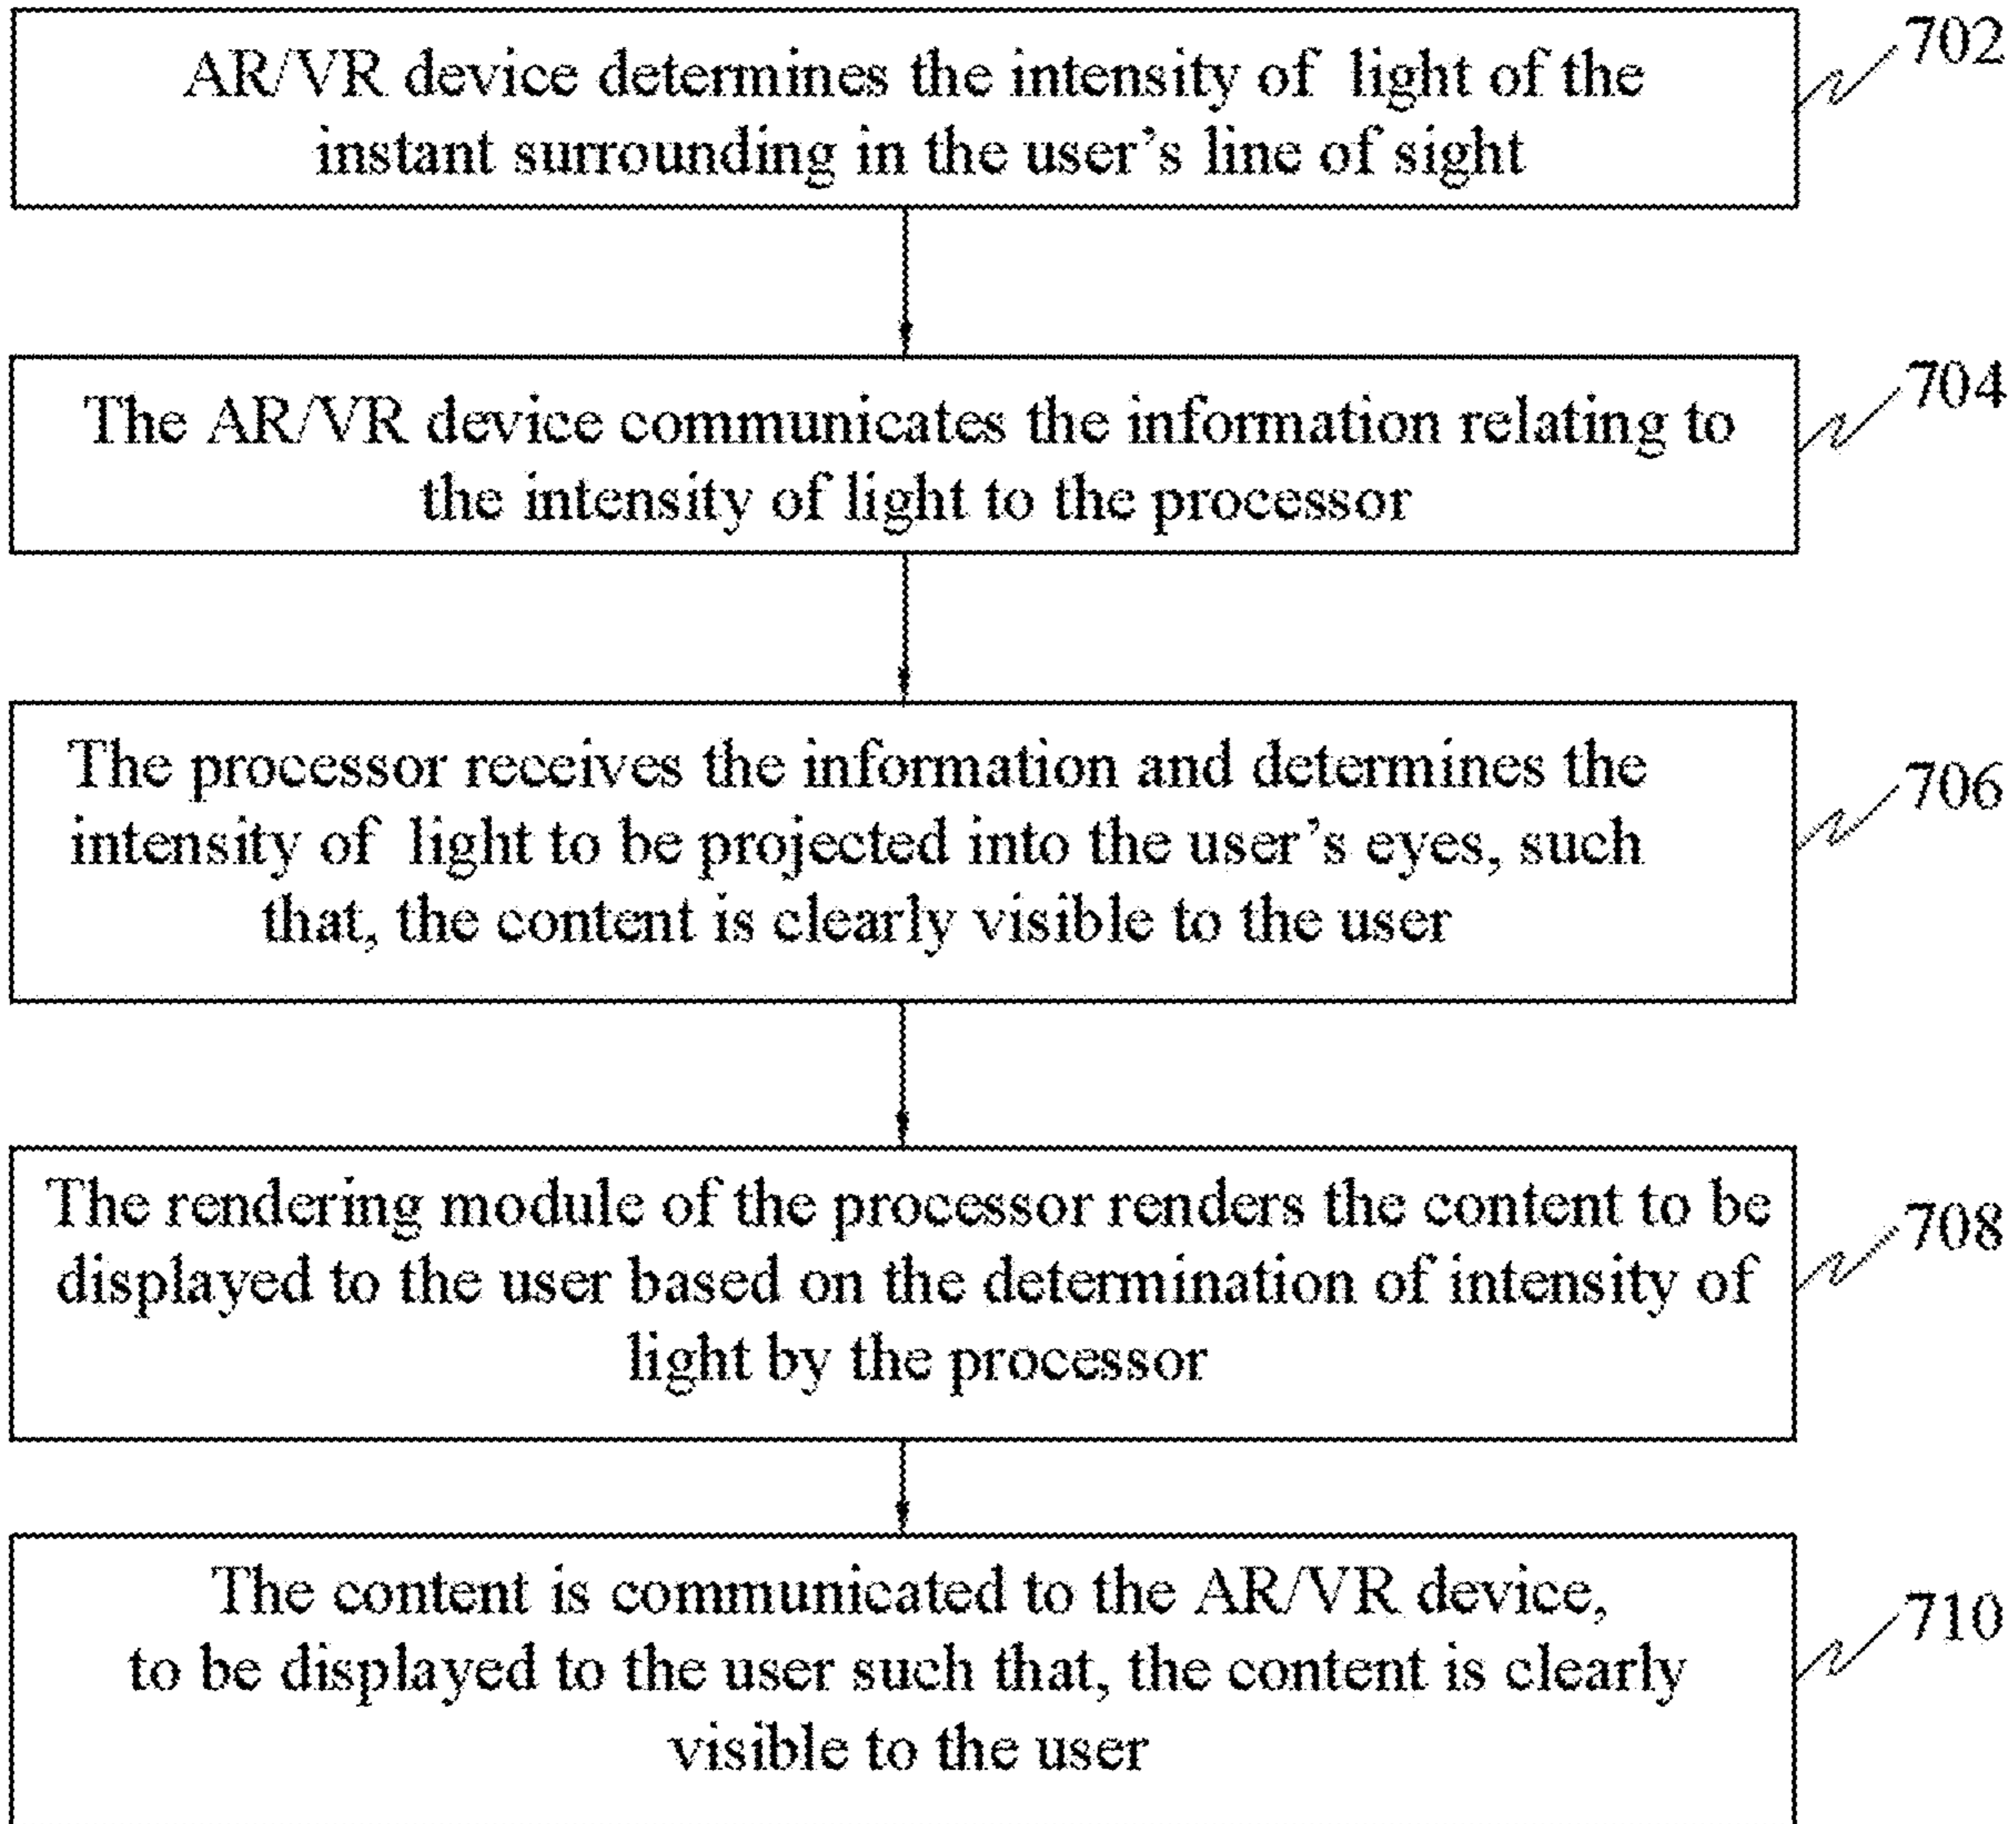 AR/VR device determines the intensity of light of the
instant surrounding in the user's line of sight
702
The AR/VR device communicates the information relating to
the intensity of light to the processor
704
The processor receives the information and determines the
intensity of light to be projected into the user's eyes, such
that, the content is clearly visible to the user
706
The rendering module of the processor renders the content to be
displayed to the user based on the determination of intensity of
light by the processor
708
The content is communicated to the AR/VR device,
to be displayed to the user such that, the content is clearly
visible to the user
710